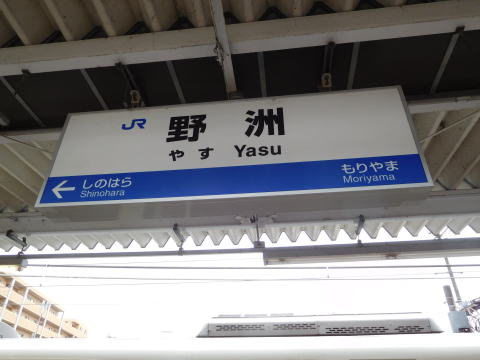 JR 野洲
やす Yasu
← しのはら もりやま
Shinohara Moriyama